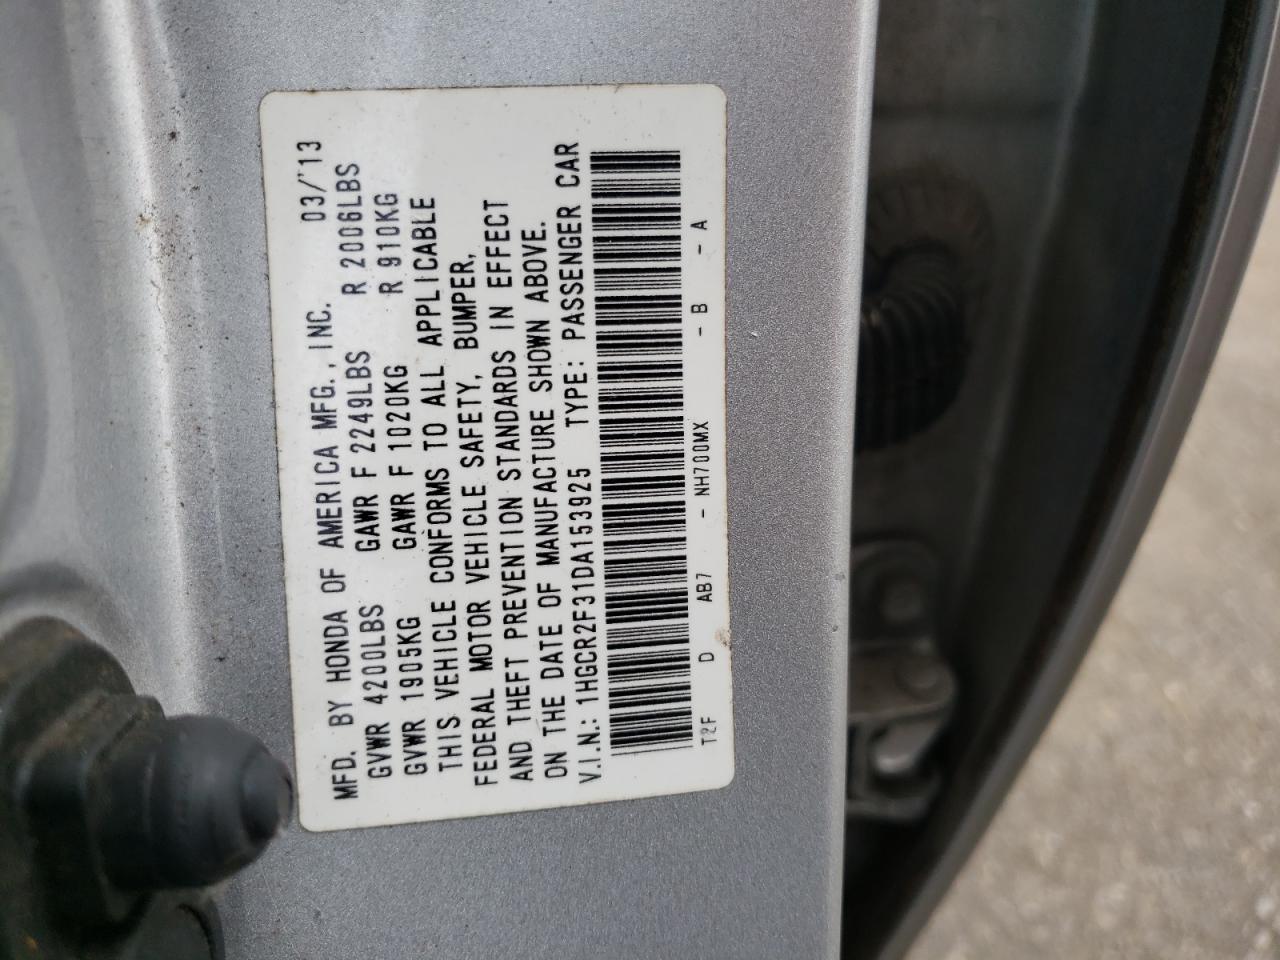 MFD. BY HONDA OF AMERICA MFG., INC. 03/'13
GVWR 4200LBS GAWR F 2249LBS R 2006LBS
GVWR 1905KG GAWR F 1020KG R 910KG
THIS VEHICLE CONFORMS TO ALL APPLICABLE
FEDERAL MOTOR VEHICLE SAFETY, BUMPER,
AND THEFT PREVENTION STANDARDS IN EFFECT
ON THE DATE OF MANUFACTURE SHOWN ABOVE.
V.I.N.: 1HGCR2F31DA153925 TYPE: PASSENGER CAR
T2F D AB7 - NH700MX - B - A